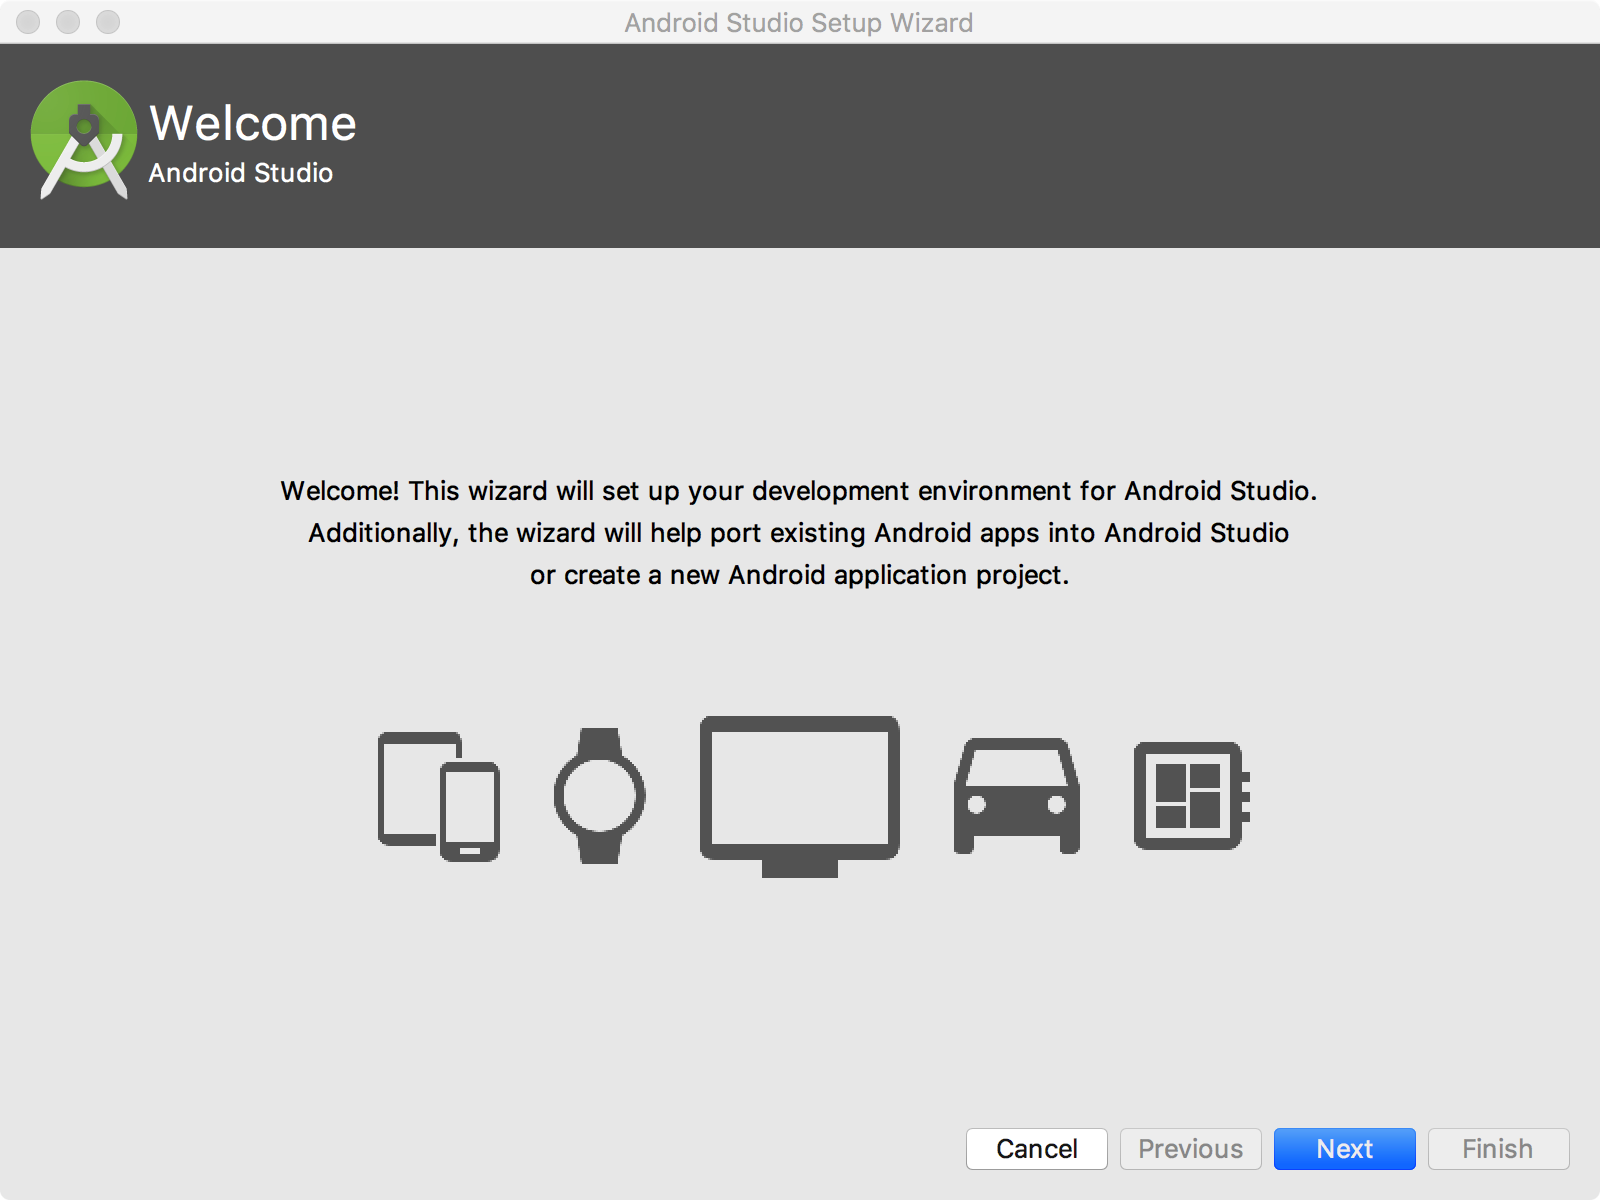 Android Studio Setup Wizard
Welcome
Android Studio
Welcome! This wizard will set up your development environment for Android Studio.
Additionally, the wizard will help port existing Android apps into Android Studio
or create a new Android application project.
Cancel Previous Next Finish